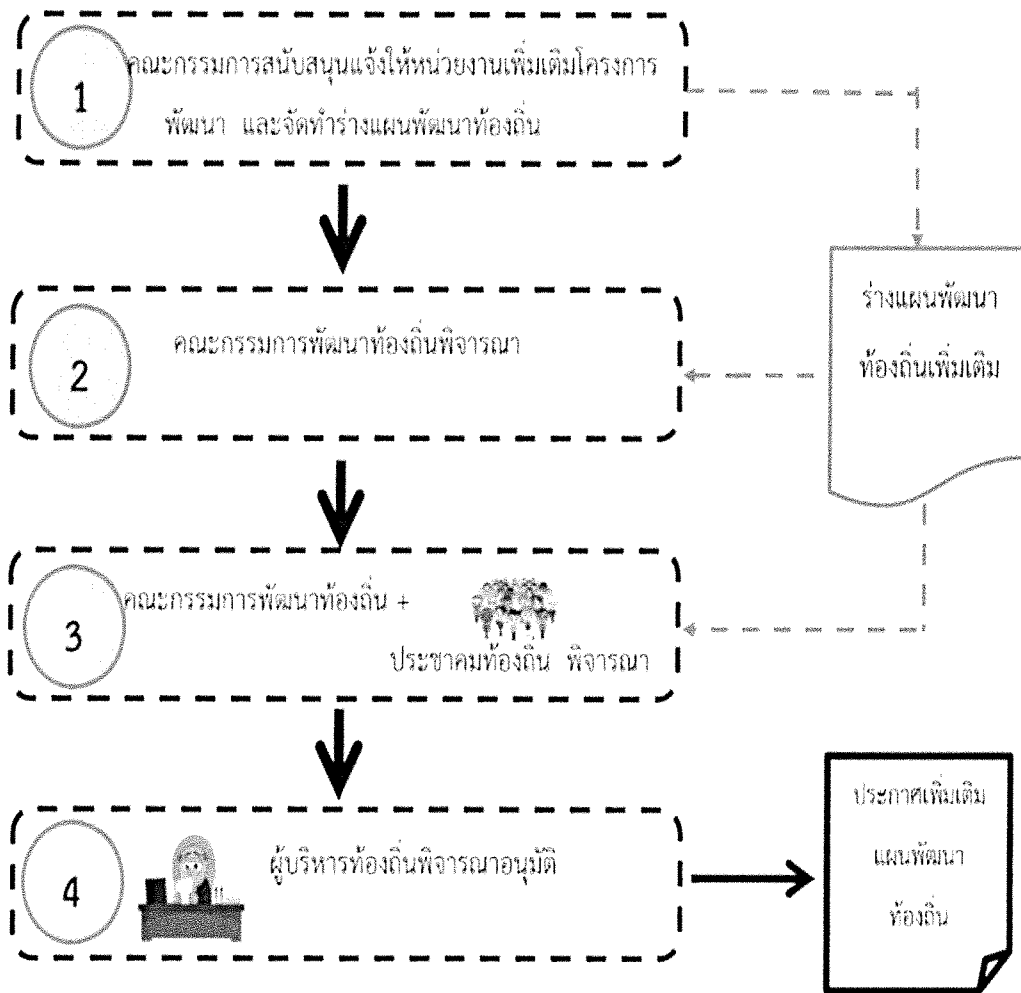 1
คณะกรรมการสนับสนุนแจ้งให้หน่วยงานเพิ่มเติมโครงการ
พัฒนา และจัดทำร่างแผนพัฒนาท้องถิ่น
ร่างแผนพัฒนา
ท้องถิ่นเพิ่มเติม
2
คณะกรรมการพัฒนาท้องถิ่นพิจารณา
3
คณะกรรมการพัฒนาท้องถิ่น +
ประชาคมท้องถิ่น พิจารณา
4
ผู้บริหารท้องถิ่นพิจารณาอนุมัติ
ประกาศเพิ่มเติม
แผนพัฒนา
ท้องถิ่น